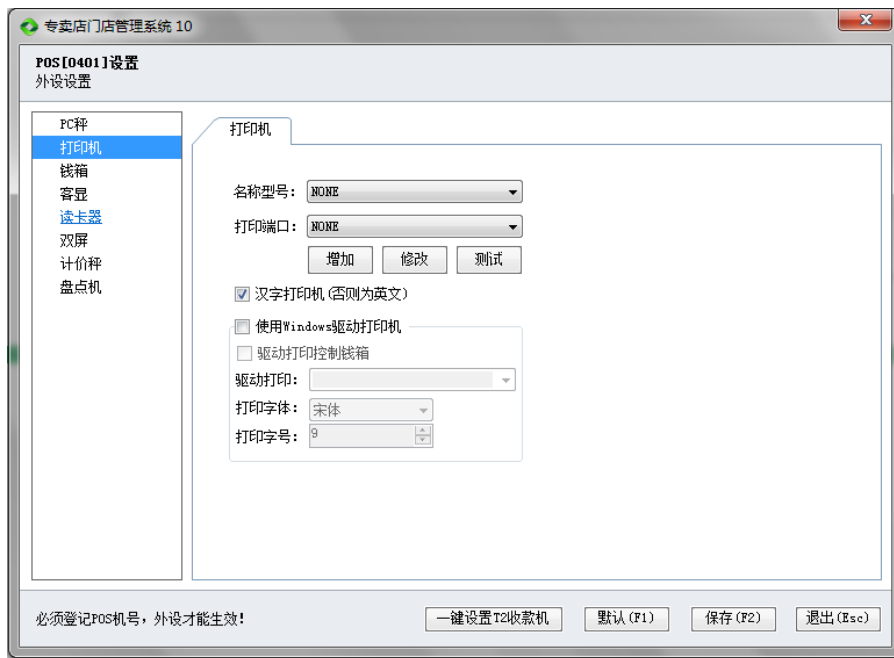 专卖店门店管理系统 10
POS[0401]设置
外设设置
PC秤
打印机
钱箱
客显
读卡器
双屏
计价秤
盘点机
打印机
名称型号: NONE
打印端口: NONE
增加 修改 测试
汉字打印机(否则为英文)
使用Windows驱动打印机
驱动打印控制钱箱
驱动打印:
打印字体: 宋体
打印字号: 9
必须登记POS机号，外设才能生效! 一键设置T2收款机 默认(F1) 保存(F2) 退出(Esc)